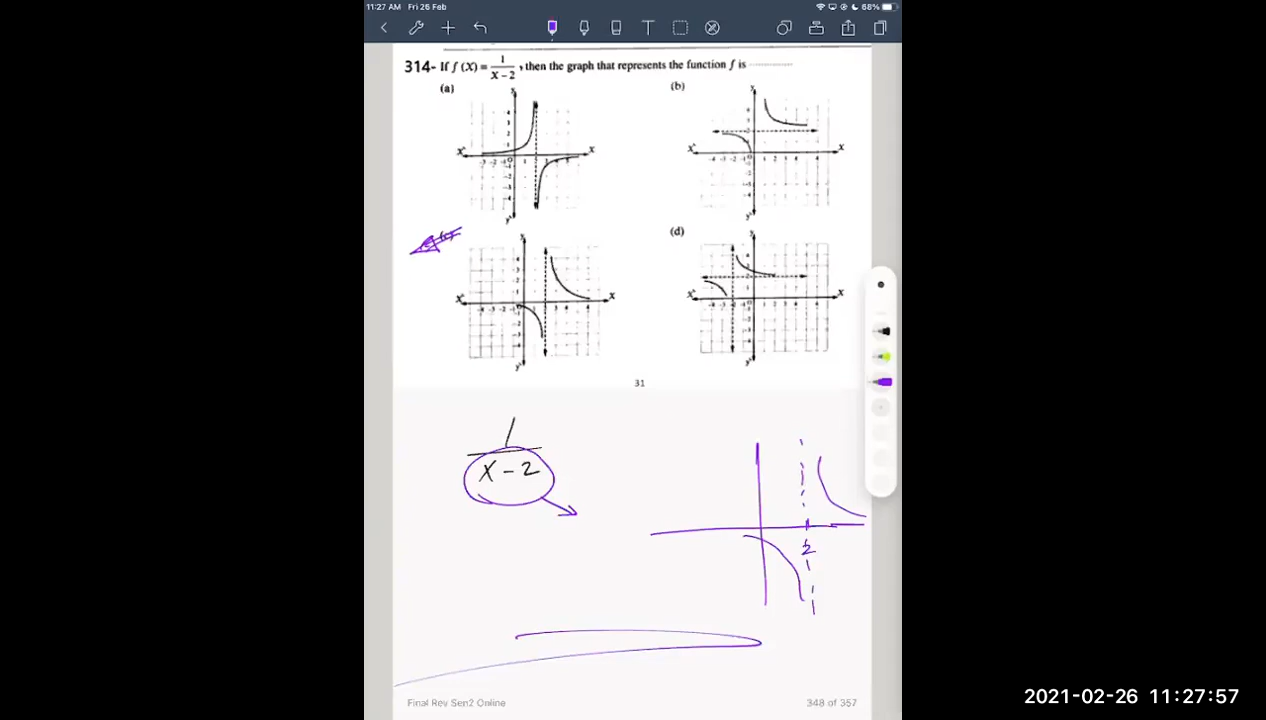 11:27 AM Fri 26 Feb
68%
T
314- If f(X) = 1 / X - 2 , then the graph that represents the function f is
(a)
(b)
(d)
31
1
X - 2
2
Final Rev Sen2 Online
348 of 357
2021-02-26 11:27:57